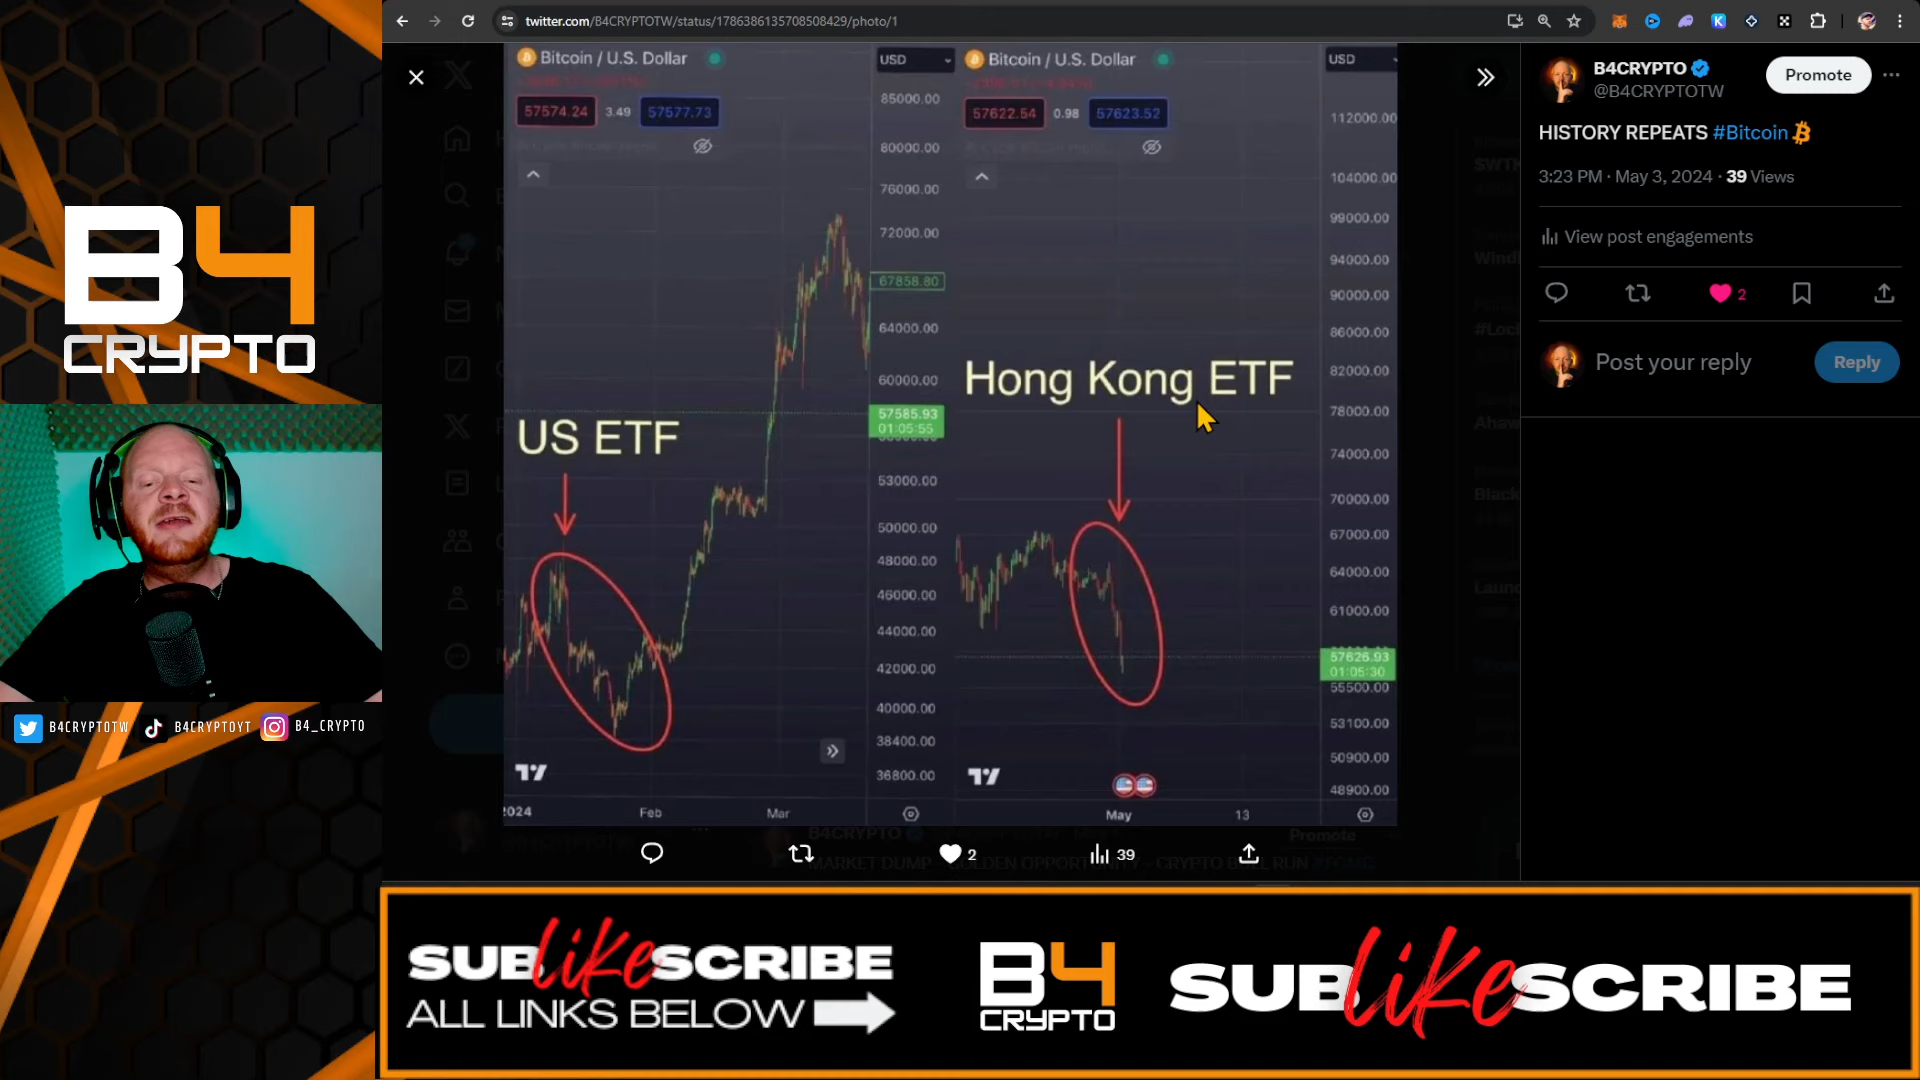 twitter.com/B4CRYPTOTW/status/1786386135708508429/photo/1
B4
CRYPTO
B4CRYPTOTW
B4CRYPTOYT
B4_CRYPTO
Bitcoin / U.S. Dollar
USD
57574.24
3.49
57577.73
85000.00
80000.00
76000.00
72000.00
67858.80
64000.00
60000.00
57585.93
01:05:55
53000.00
50000.00
48000.00
46000.00
44000.00
42000.00
40000.00
38400.00
36800.00
US ETF
2024
Feb
Mar
Bitcoin / U.S. Dollar
USD
57622.54
0.98
57623.52
112000.00
104000.00
99000.00
94000.00
90000.00
86000.00
82000.00
78000.00
74000.00
70000.00
67000.00
64000.00
61000.00
57626.93
01:05:30
55500.00
53100.00
50900.00
48900.00
Hong Kong ETF
May
13
2
39
B4CRYPTO
@B4CRYPTOTW
Promote
HISTORY REPEATS #Bitcoin
3:23 PM · May 3, 2024 · 39 Views
View post engagements
2
Post your reply
Reply
SUBlikeSCRIBE
ALL LINKS BELOW
B4
CRYPTO
SUBlikeSCRIBE